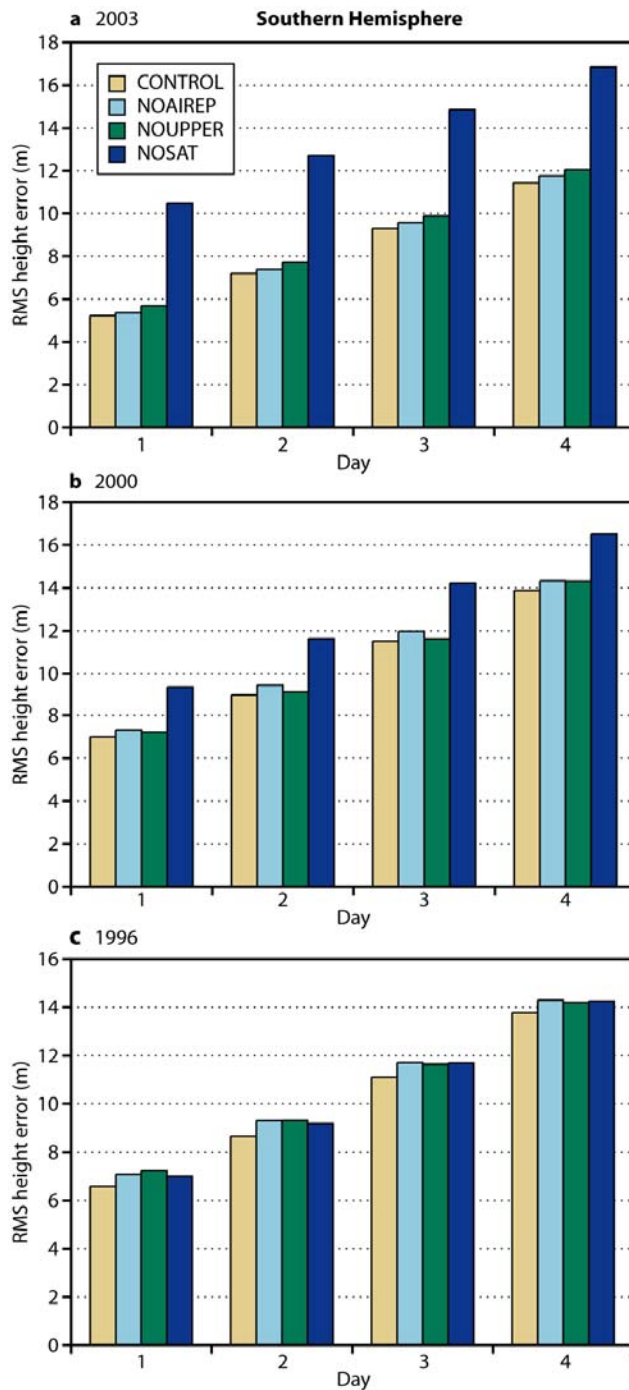 a 2003 Southern Hemisphere
18
16
14
12
10
8
6
4
2
0
RMS height error (m)
CONTROL
NOAIREP
NOUPPER
NOSAT
1 2 3 4
Day
b 2000
18
16
14
12
10
8
6
4
2
0
RMS height error (m)
1 2 3 4
Day
c 1996
16
14
12
10
8
6
4
2
0
RMS height error (m)
1 2 3 4
Day